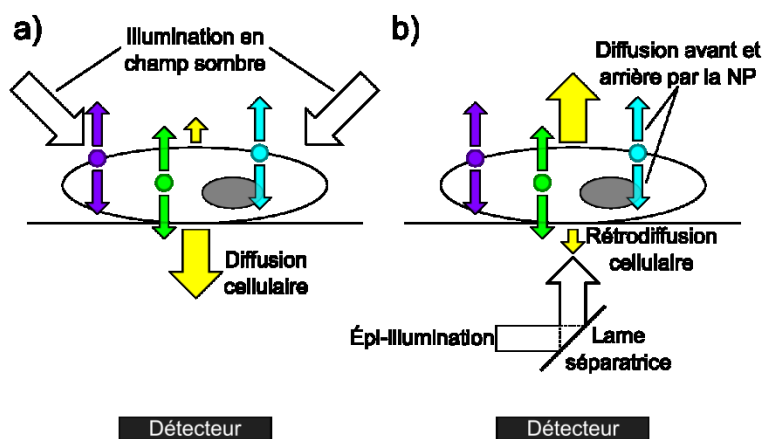 a)
Illumination en
champ sombre
Diffusion
cellulaire
Détecteur
b)
Diffusion avant et
arrière par la NP
Rétrodiffusion
cellulaire
Épi-illumination
Lame
séparatrice
Détecteur